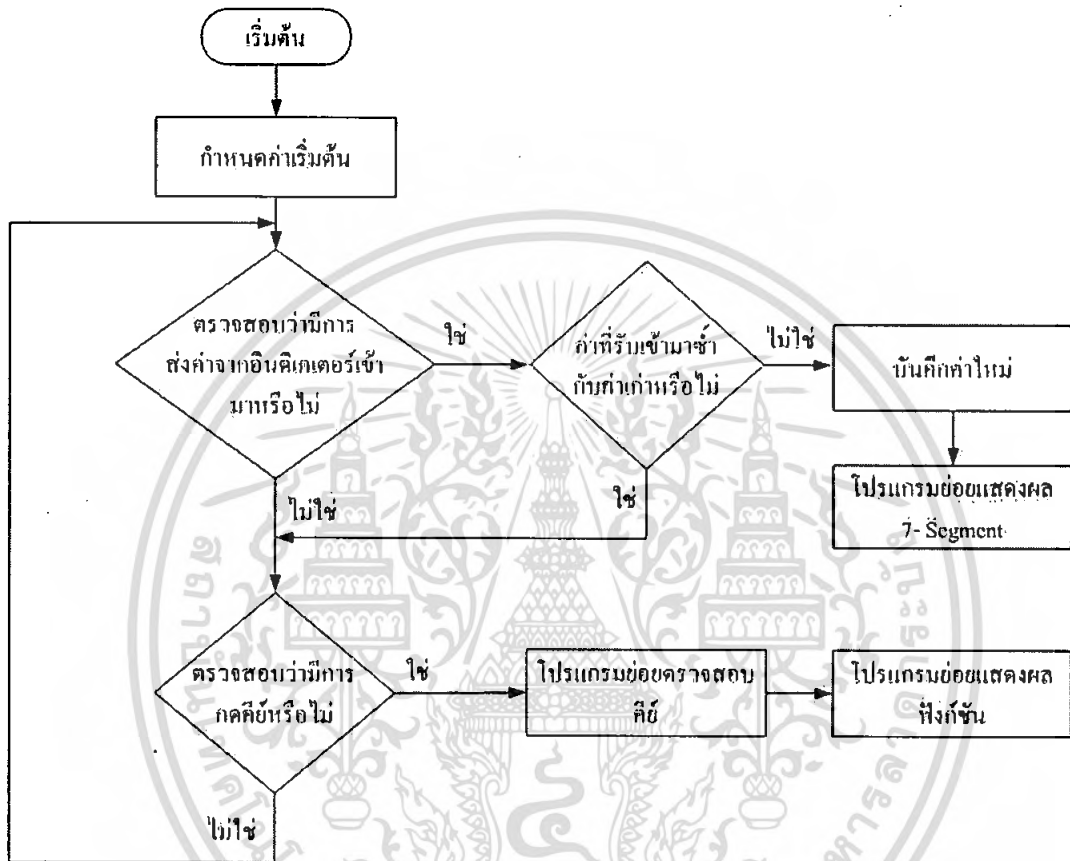 เริ่มต้น
กำหนดค่าเริ่มต้น
ตรวจสอบว่ามีการ
ส่งค่าจากอินดิเกเตอร์เข้า
มาหรือไม่
ใช่
ค่าที่รับเข้ามาซ้ำ
กับค่าเก่าหรือไม่
ไม่ใช่
บันทึกค่าใหม่
โปรแกรมย่อยแสดงผล
7- Segment
ไม่ใช่
ใช่
ตรวจสอบว่ามีการ
กดคีย์หรือไม่
ใช่
โปรแกรมย่อยตรวจสอบ
คีย์
โปรแกรมย่อยแสดงผล
ฟังก์ชัน
ไม่ใช่